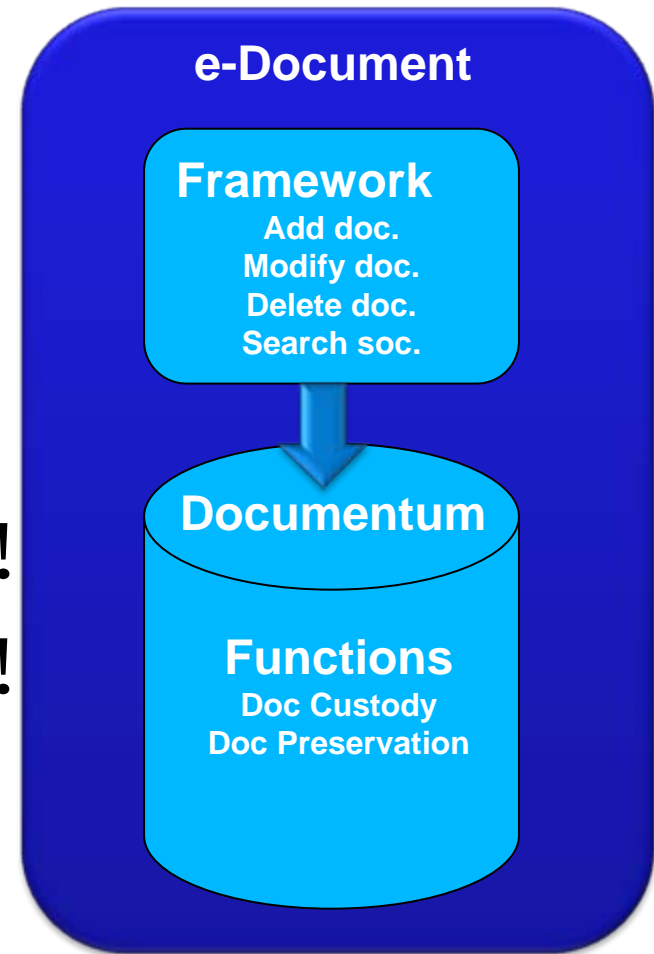 e-Document
Framework
Add doc.
Modify doc.
Delete doc.
Search soc.
Documentum
!
!
Functions
Doc Custody
Doc Preservation